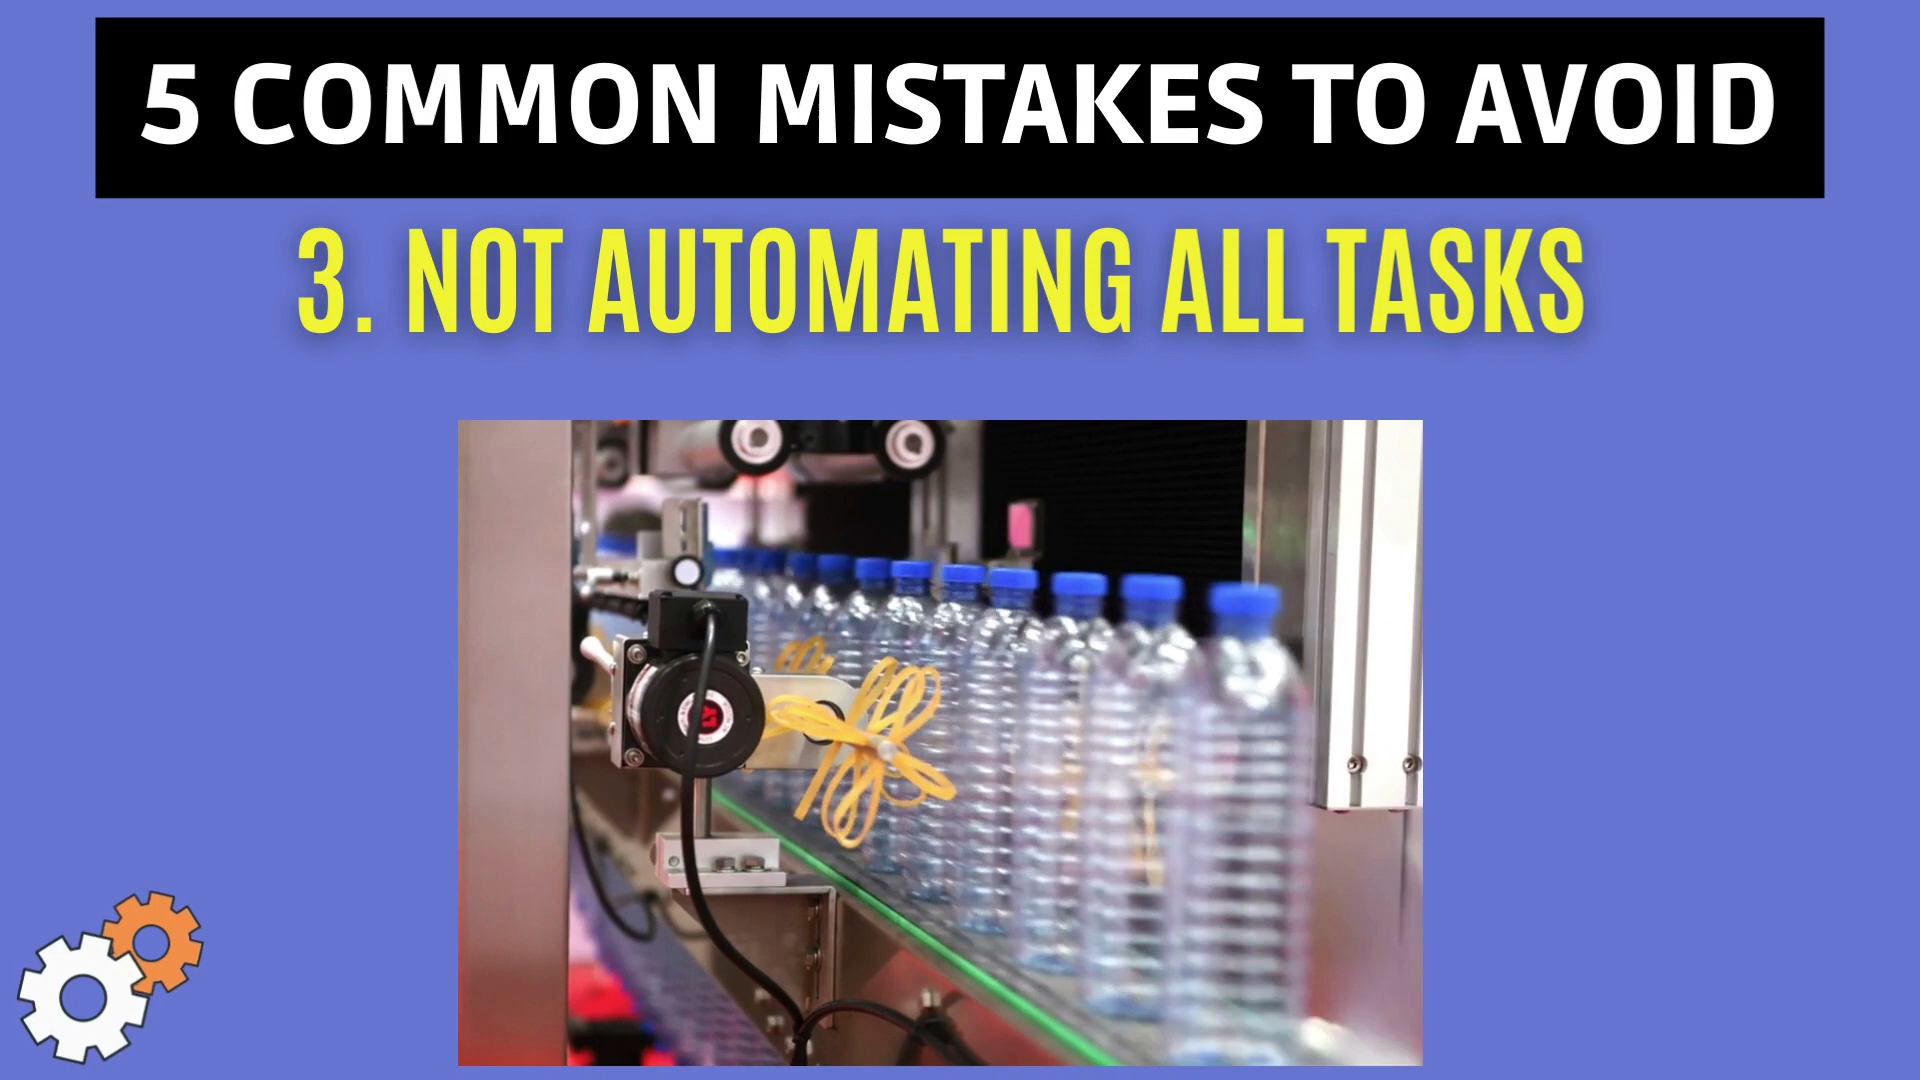 5 COMMON MISTAKES TO AVOID
3. NOT AUTOMATING ALL TASKS